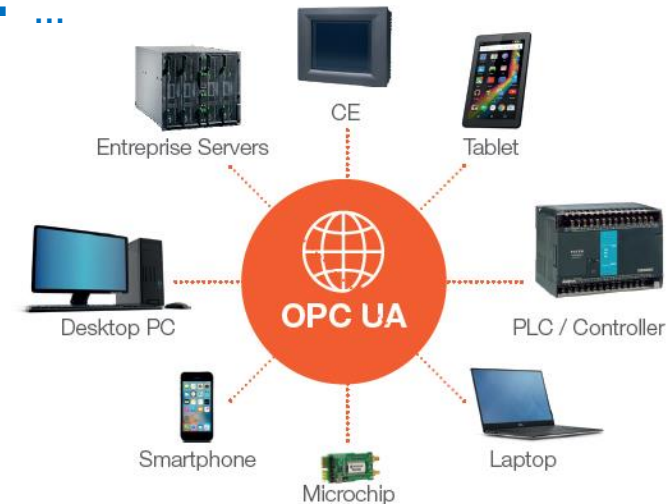 ...
CE
Entreprise Servers
Tablet
OPC UA
Desktop PC
PLC / Controller
Smartphone
Laptop
Microchip